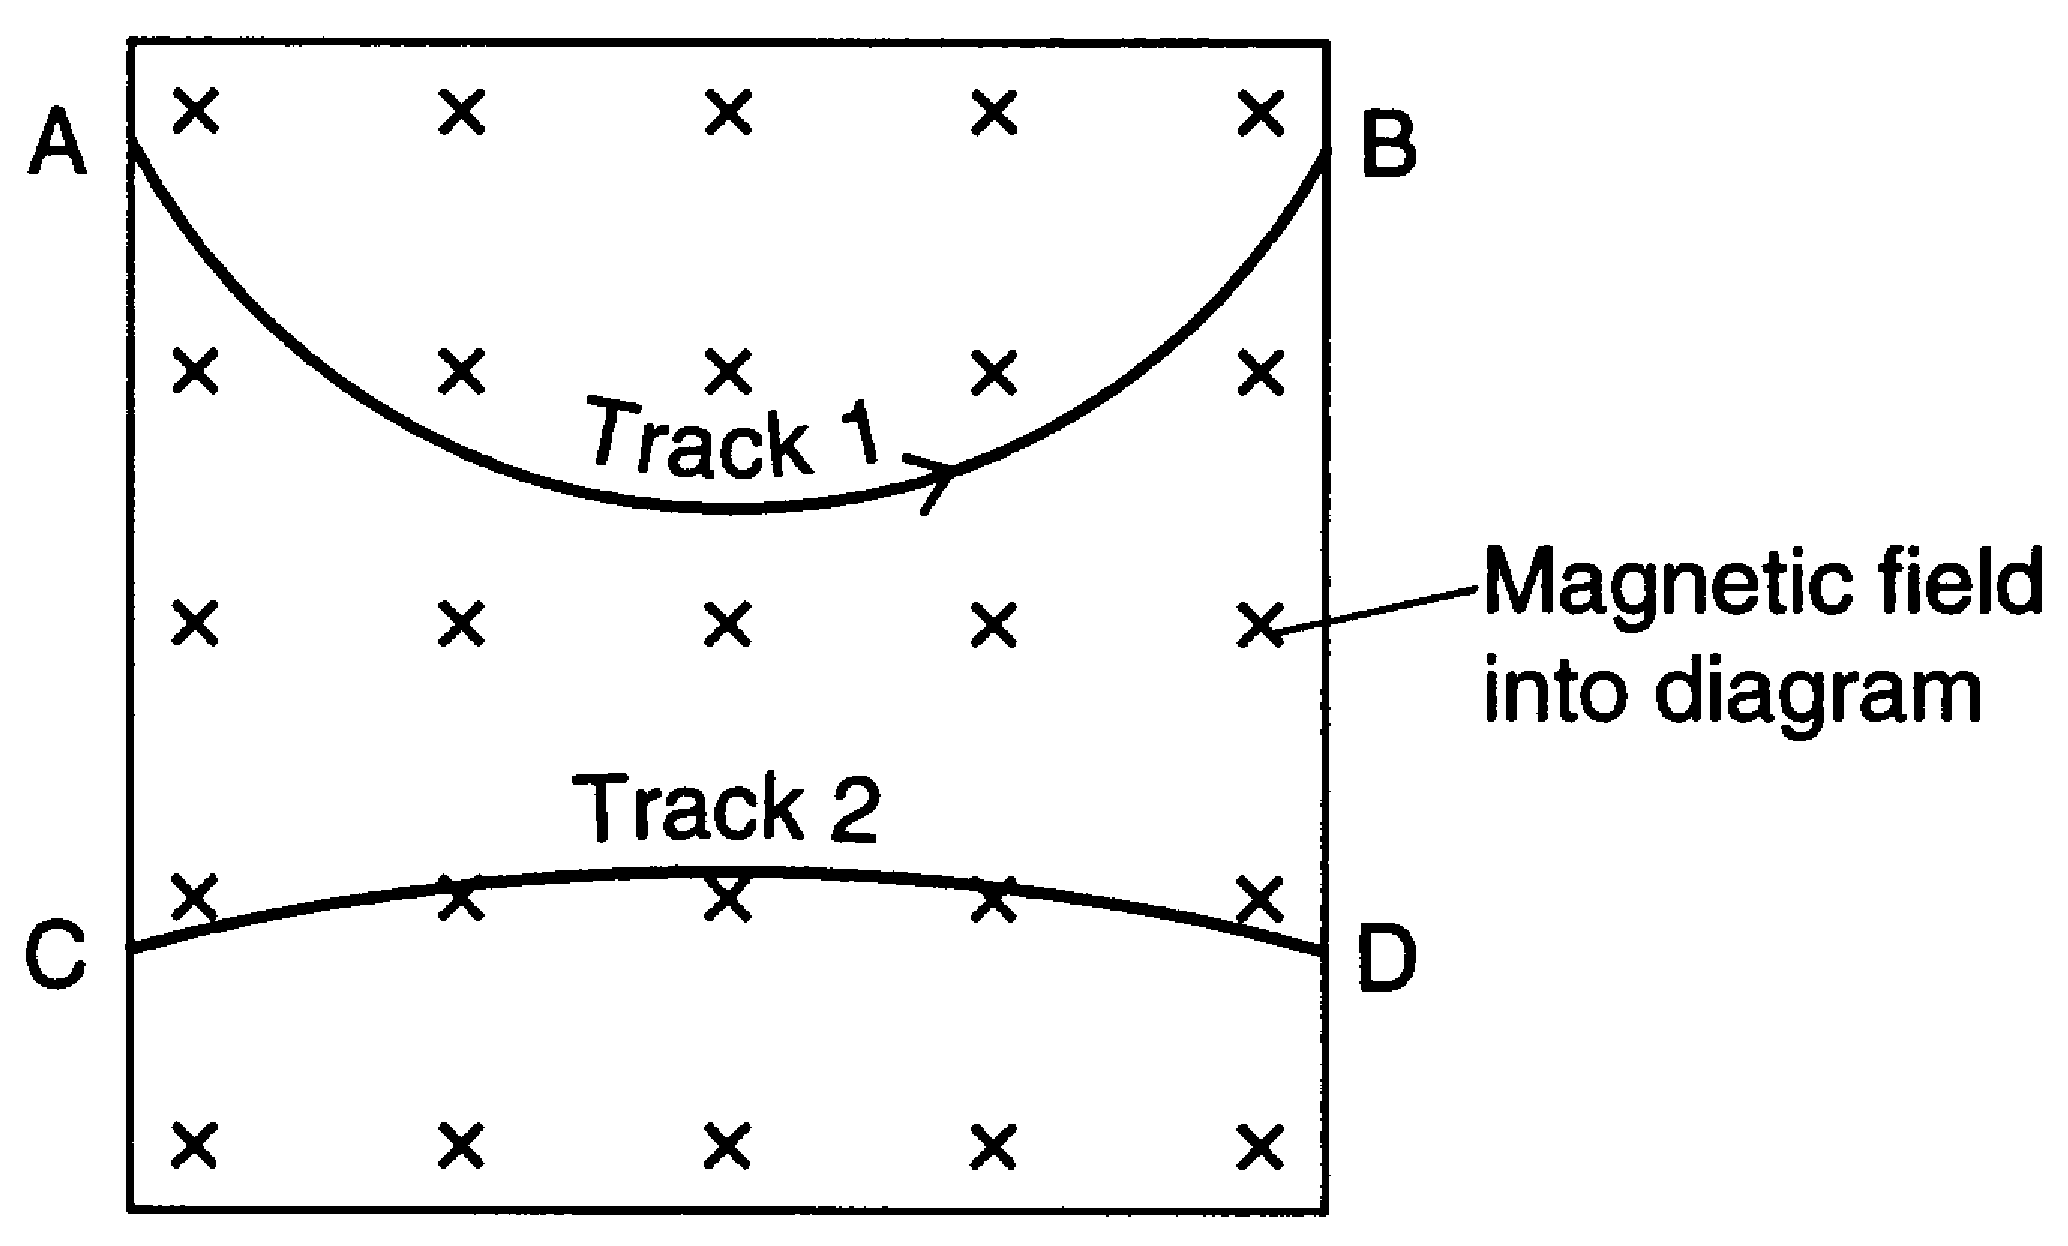 A
B
Track 1
Magnetic field
into diagram
Track 2
C
D